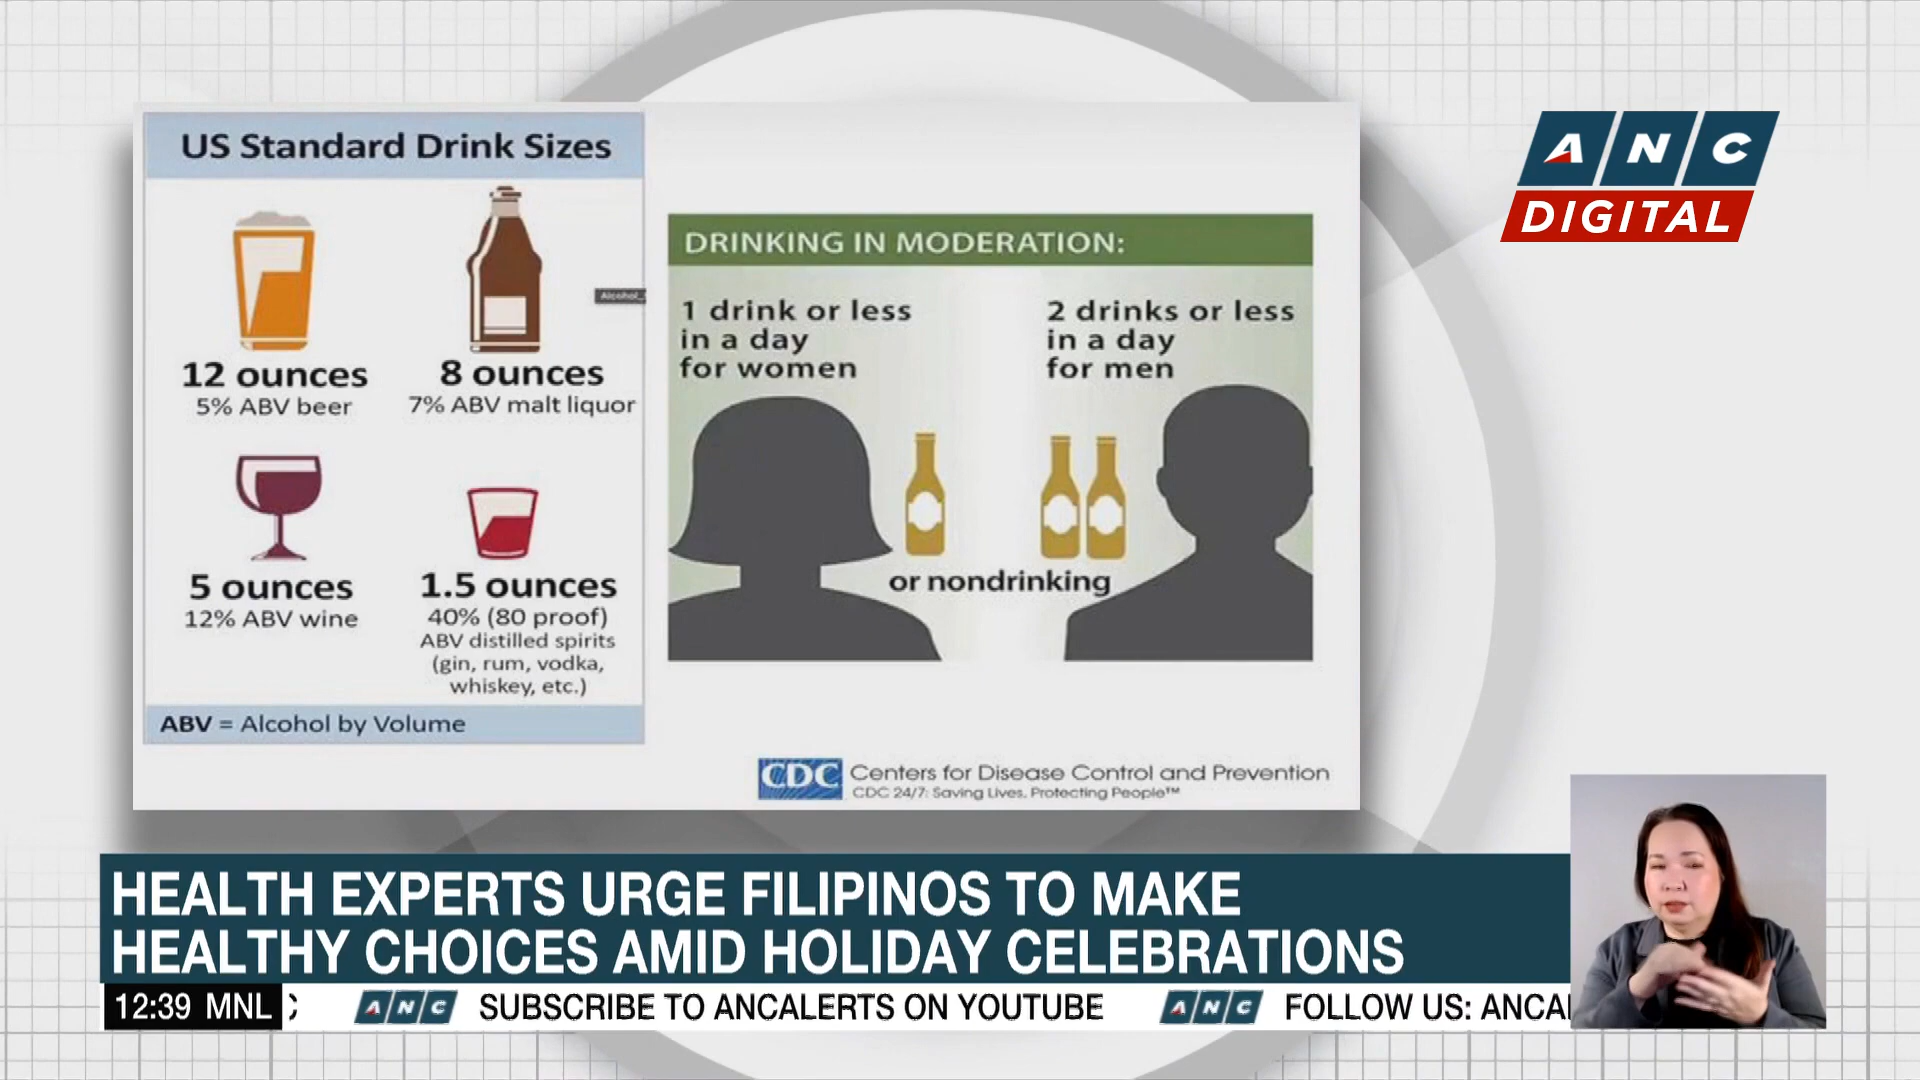 US Standard Drink Sizes
12 ounces
5% ABV beer
8 ounces
7% ABV malt liquor
5 ounces
12% ABV wine
1.5 ounces
40% (80 proof)
ABV distilled spirits
(gin, rum, vodka,
whiskey, etc.)
ABV = Alcohol by Volume
Alcohol_
DRINKING IN MODERATION:
1 drink or less
in a day
for women
2 drinks or less
in a day
for men
or nondrinking
CDC Centers for Disease Control and Prevention
CDC 24/7: Saving Lives, Protecting People™
ANC
DIGITAL
HEALTH EXPERTS URGE FILIPINOS TO MAKE
HEALTHY CHOICES AMID HOLIDAY CELEBRATIONS
12:39 MNL ANC SUBSCRIBE TO ANCALERTS ON YOUTUBE ANC FOLLOW US: